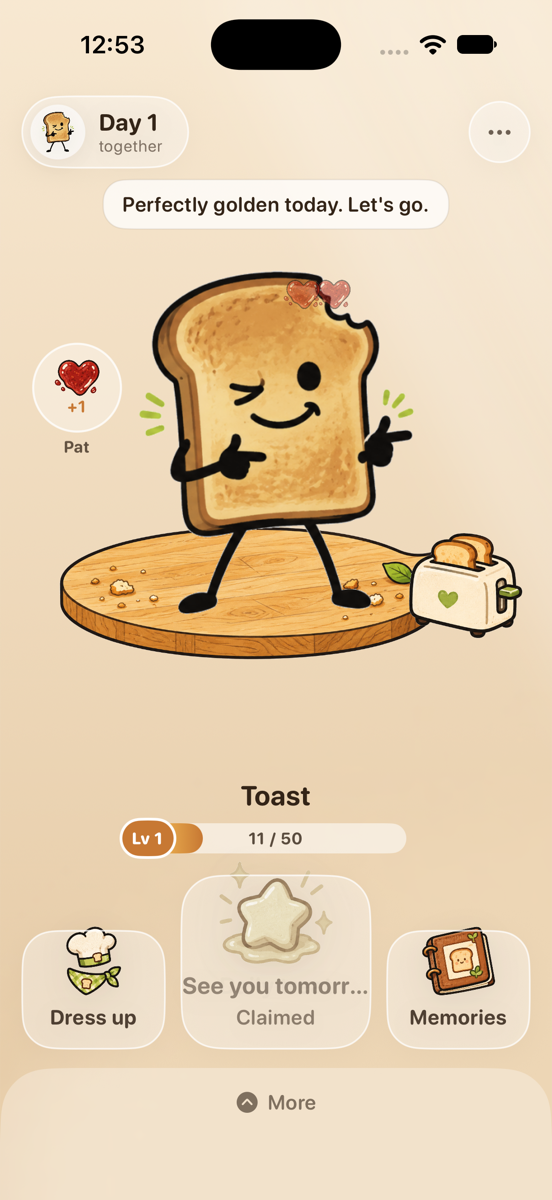 12:53
Day 1
together
Perfectly golden today. Let's go.
+1
Pat
Toast
Lv 1
11 / 50
See you tomorr...
Claimed
Dress up
Memories
More